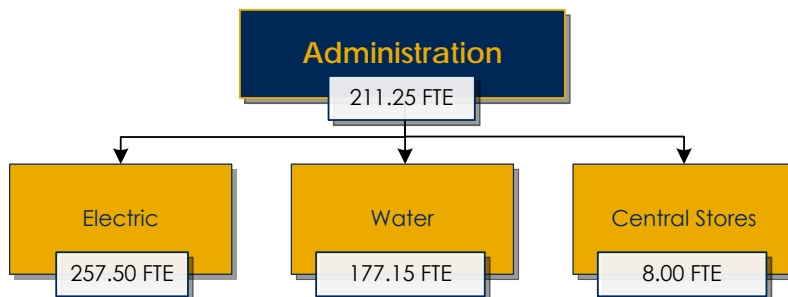 Administration
211.25 FTE
Electric
Water
Central Stores
257.50 FTE
177.15 FTE
8.00 FTE